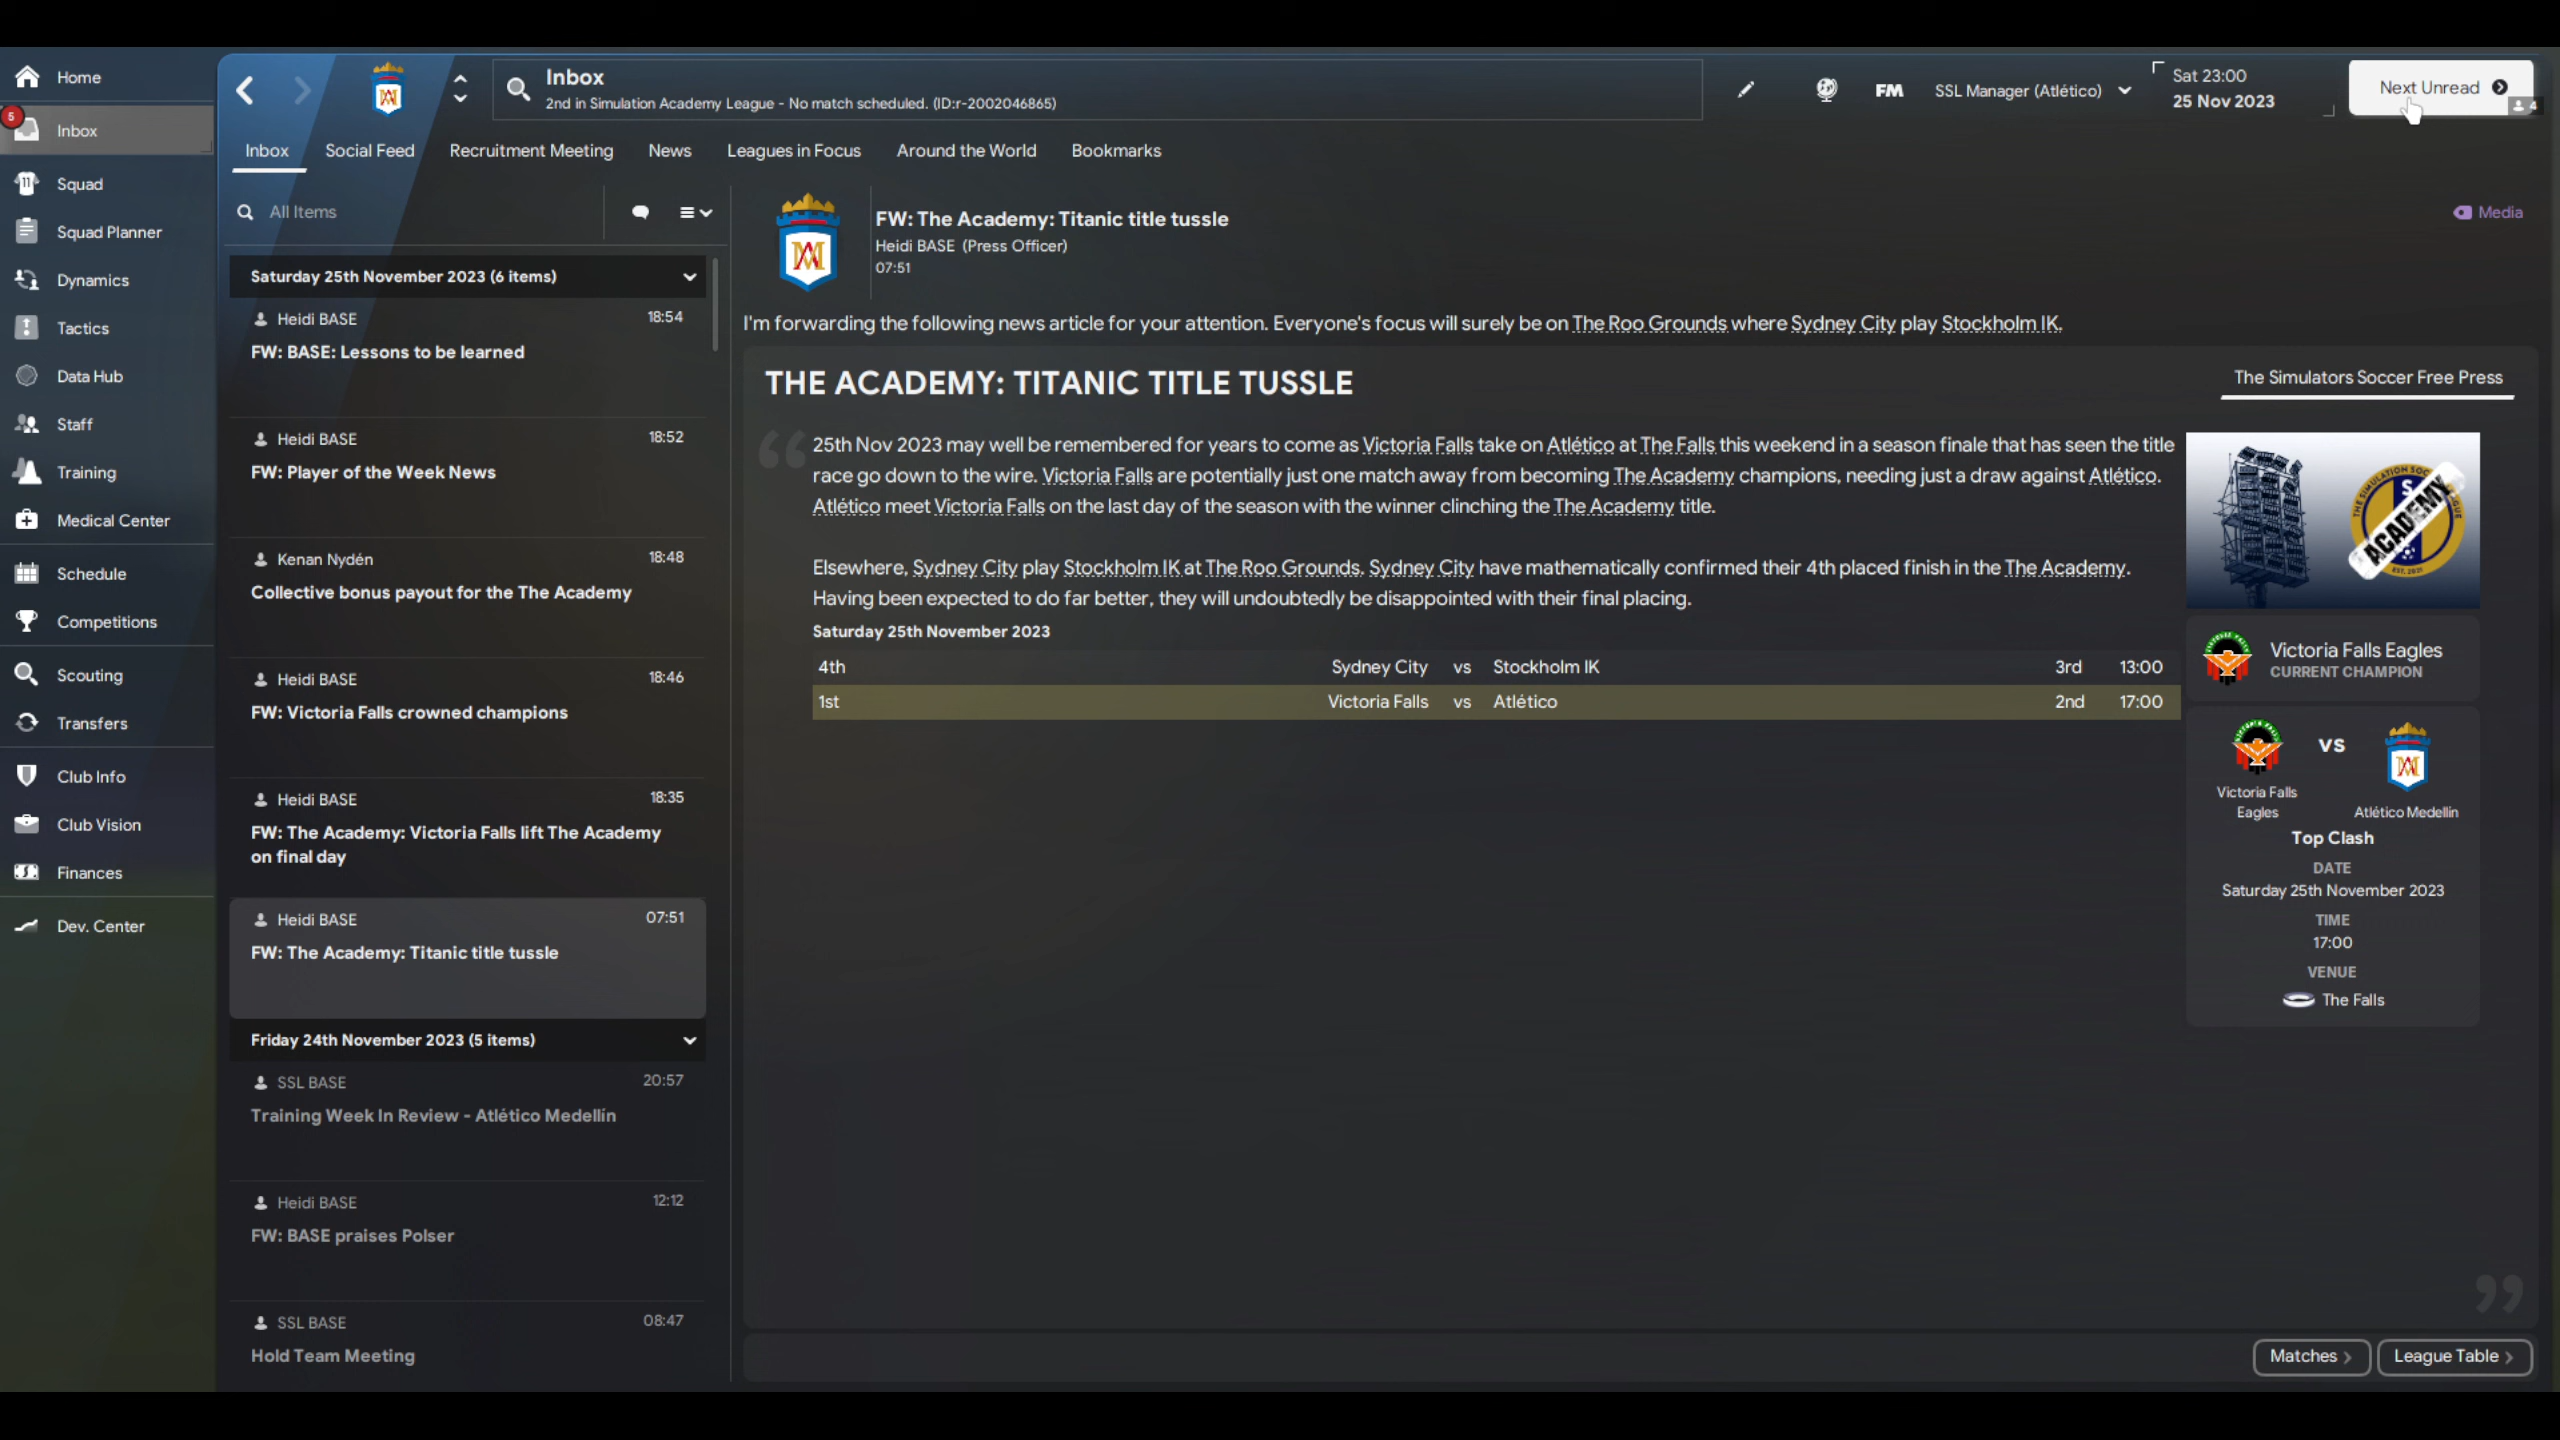 Home
5
Inbox
Squad
Squad Planner
Dynamics
Tactics
Data Hub
Staff
Training
Medical Center
Schedule
Competitions
Scouting
Transfers
Club Info
Club Vision
Finances
Dev. Center
Inbox
2nd in Simulation Academy League - No match scheduled. (ID:r-2002046865)
FM
SSL Manager (Atlético)
Sat 23:00
25 Nov 2023
Next Unread
4
Inbox
Social Feed
Recruitment Meeting
News
Leagues in Focus
Around the World
Bookmarks
All Items
Saturday 25th November 2023 (6 items)
Heidi BASE 18:54
FW: BASE: Lessons to be learned
Heidi BASE 18:52
FW: Player of the Week News
Kenan Nydén 18:48
Collective bonus payout for the The Academy
Heidi BASE 18:46
FW: Victoria Falls crowned champions
Heidi BASE 18:35
FW: The Academy: Victoria Falls lift The Academy
on final day
Heidi BASE 07:51
FW: The Academy: Titanic title tussle
Friday 24th November 2023 (5 items)
SSL BASE 20:57
Training Week In Review - Atlético Medellín
Heidi BASE 12:12
FW: BASE praises Polser
SSL BASE 08:47
Hold Team Meeting
FW: The Academy: Titanic title tussle
Heidi BASE (Press Officer)
07:51
Media
I'm forwarding the following news article for your attention. Everyone's focus will surely be on The Roo Grounds where Sydney City play Stockholm IK.
THE ACADEMY: TITANIC TITLE TUSSLE
The Simulators Soccer Free Press
25th Nov 2023 may well be remembered for years to come as Victoria Falls take on Atlético at The Falls this weekend in a season finale that has seen the title
race go down to the wire. Victoria Falls are potentially just one match away from becoming The Academy champions, needing just a draw against Atlético.
Atlético meet Victoria Falls on the last day of the season with the winner clinching the The Academy title.
Elsewhere, Sydney City play Stockholm IK at The Roo Grounds. Sydney City have mathematically confirmed their 4th placed finish in the The Academy.
Having been expected to do far better, they will undoubtedly be disappointed with their final placing.
Saturday 25th November 2023
4th Sydney City vs Stockholm IK 3rd 13:00
1st Victoria Falls vs Atlético 2nd 17:00
ACADEMY
Victoria Falls Eagles
CURRENT CHAMPION
VS
Victoria Falls
Eagles
Atlético Medellín
Top Clash
DATE
Saturday 25th November 2023
TIME
17:00
VENUE
The Falls
Matches
League Table